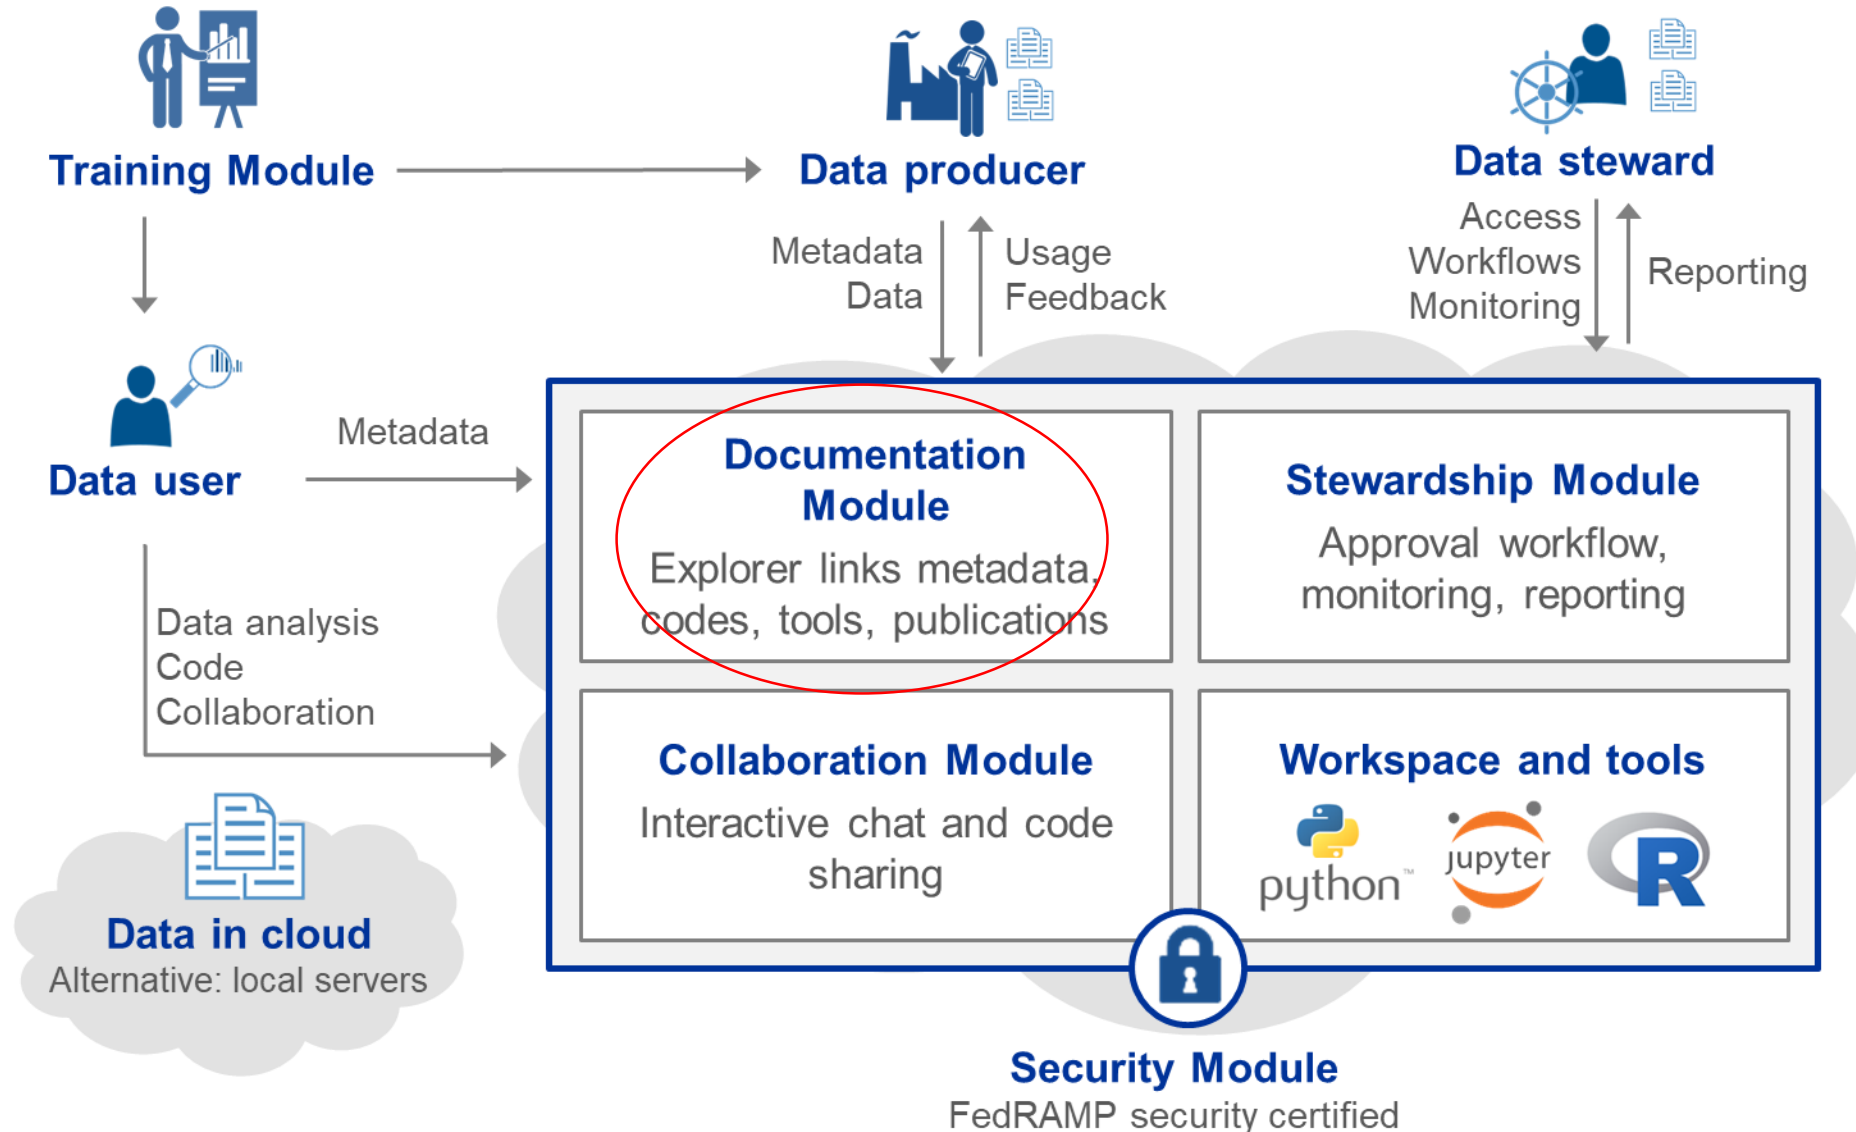 Training Module
Data producer
Data steward
Metadata
Data
Usage
Feedback
Access
Workflows
Monitoring
Reporting
Data user
Metadata
Data analysis
Code
Collaboration
Documentation
Module
Explorer links metadata,
codes, tools, publications
Stewardship Module
Approval workflow,
monitoring, reporting
Collaboration Module
Interactive chat and code
sharing
Workspace and tools
python™
jupyter
R
Data in cloud
Alternative: local servers
Security Module
FedRAMP security certified